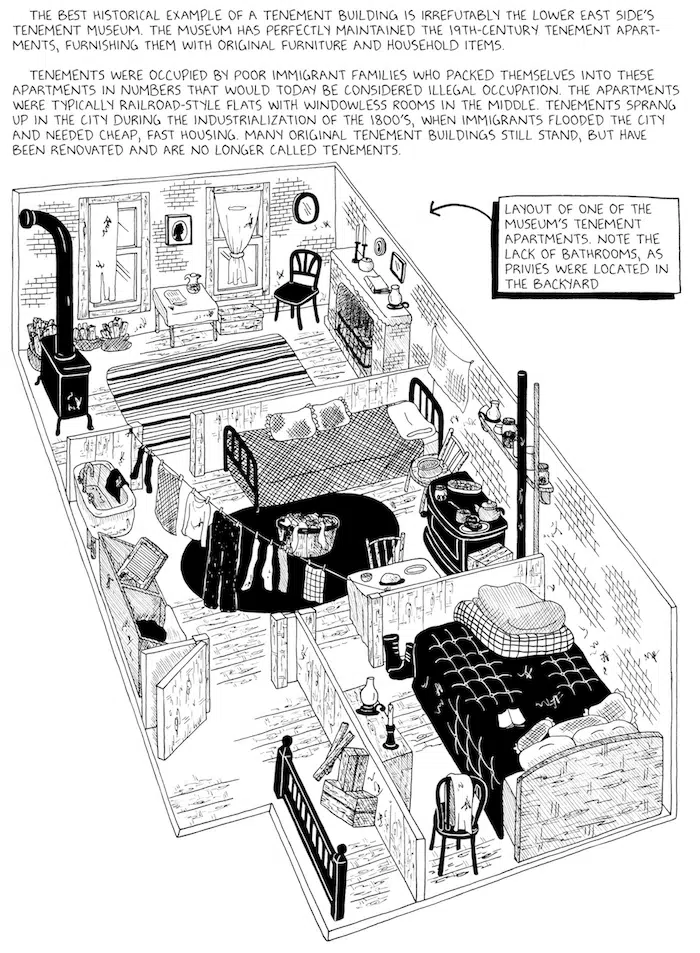 THE BEST HISTORICAL EXAMPLE OF A TENEMENT BUILDING IS IRREFUTABLY THE LOWER EAST SIDE'S
TENEMENT MUSEUM. THE MUSEUM HAS PERFECTLY MAINTAINED THE 19TH-CENTURY TENEMENT APART-
MENTS, FURNISHING THEM WITH ORIGINAL FURNITURE AND HOUSEHOLD ITEMS.
TENEMENTS WERE OCCUPIED BY POOR IMMIGRANT FAMILIES WHO PACKED THEMSELVES INTO THESE
APARTMENTS IN NUMBERS THAT WOULD TODAY BE CONSIDERED ILLEGAL OCCUPATION. THE APARTMENTS
WERE TYPICALLY RAILROAD-STYLE FLATS WITH WINDOWLESS ROOMS IN THE MIDDLE. TENEMENTS SPRANG
UP IN THE CITY DURING THE INDUSTRIALIZATION OF THE 1800'S, WHEN IMMIGRANTS FLOODED THE CITY
AND NEEDED CHEAP, FAST HOUSING. MANY ORIGINAL TENEMENT BUILDINGS STILL STAND, BUT HAVE
BEEN RENOVATED AND ARE NO LONGER CALLED TENEMENTS.
LAYOUT OF ONE OF THE
MUSEUM'S TENEMENT
APARTMENTS. NOTE THE
LACK OF BATHROOMS, AS
PRIVIES WERE LOCATED IN
THE BACKYARD